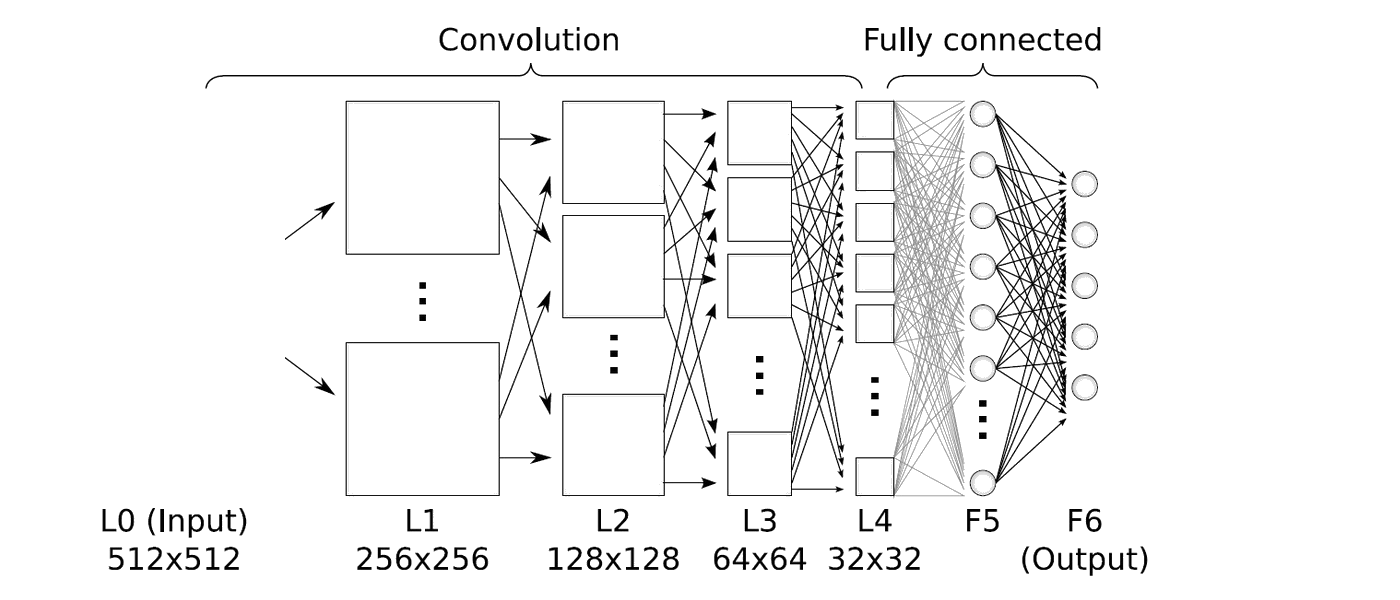 Convolution
Fully connected
L0 (Input)
512x512
L1
256x256
L2
128x128
L3
64x64
L4
32x32
F5
F6
(Output)